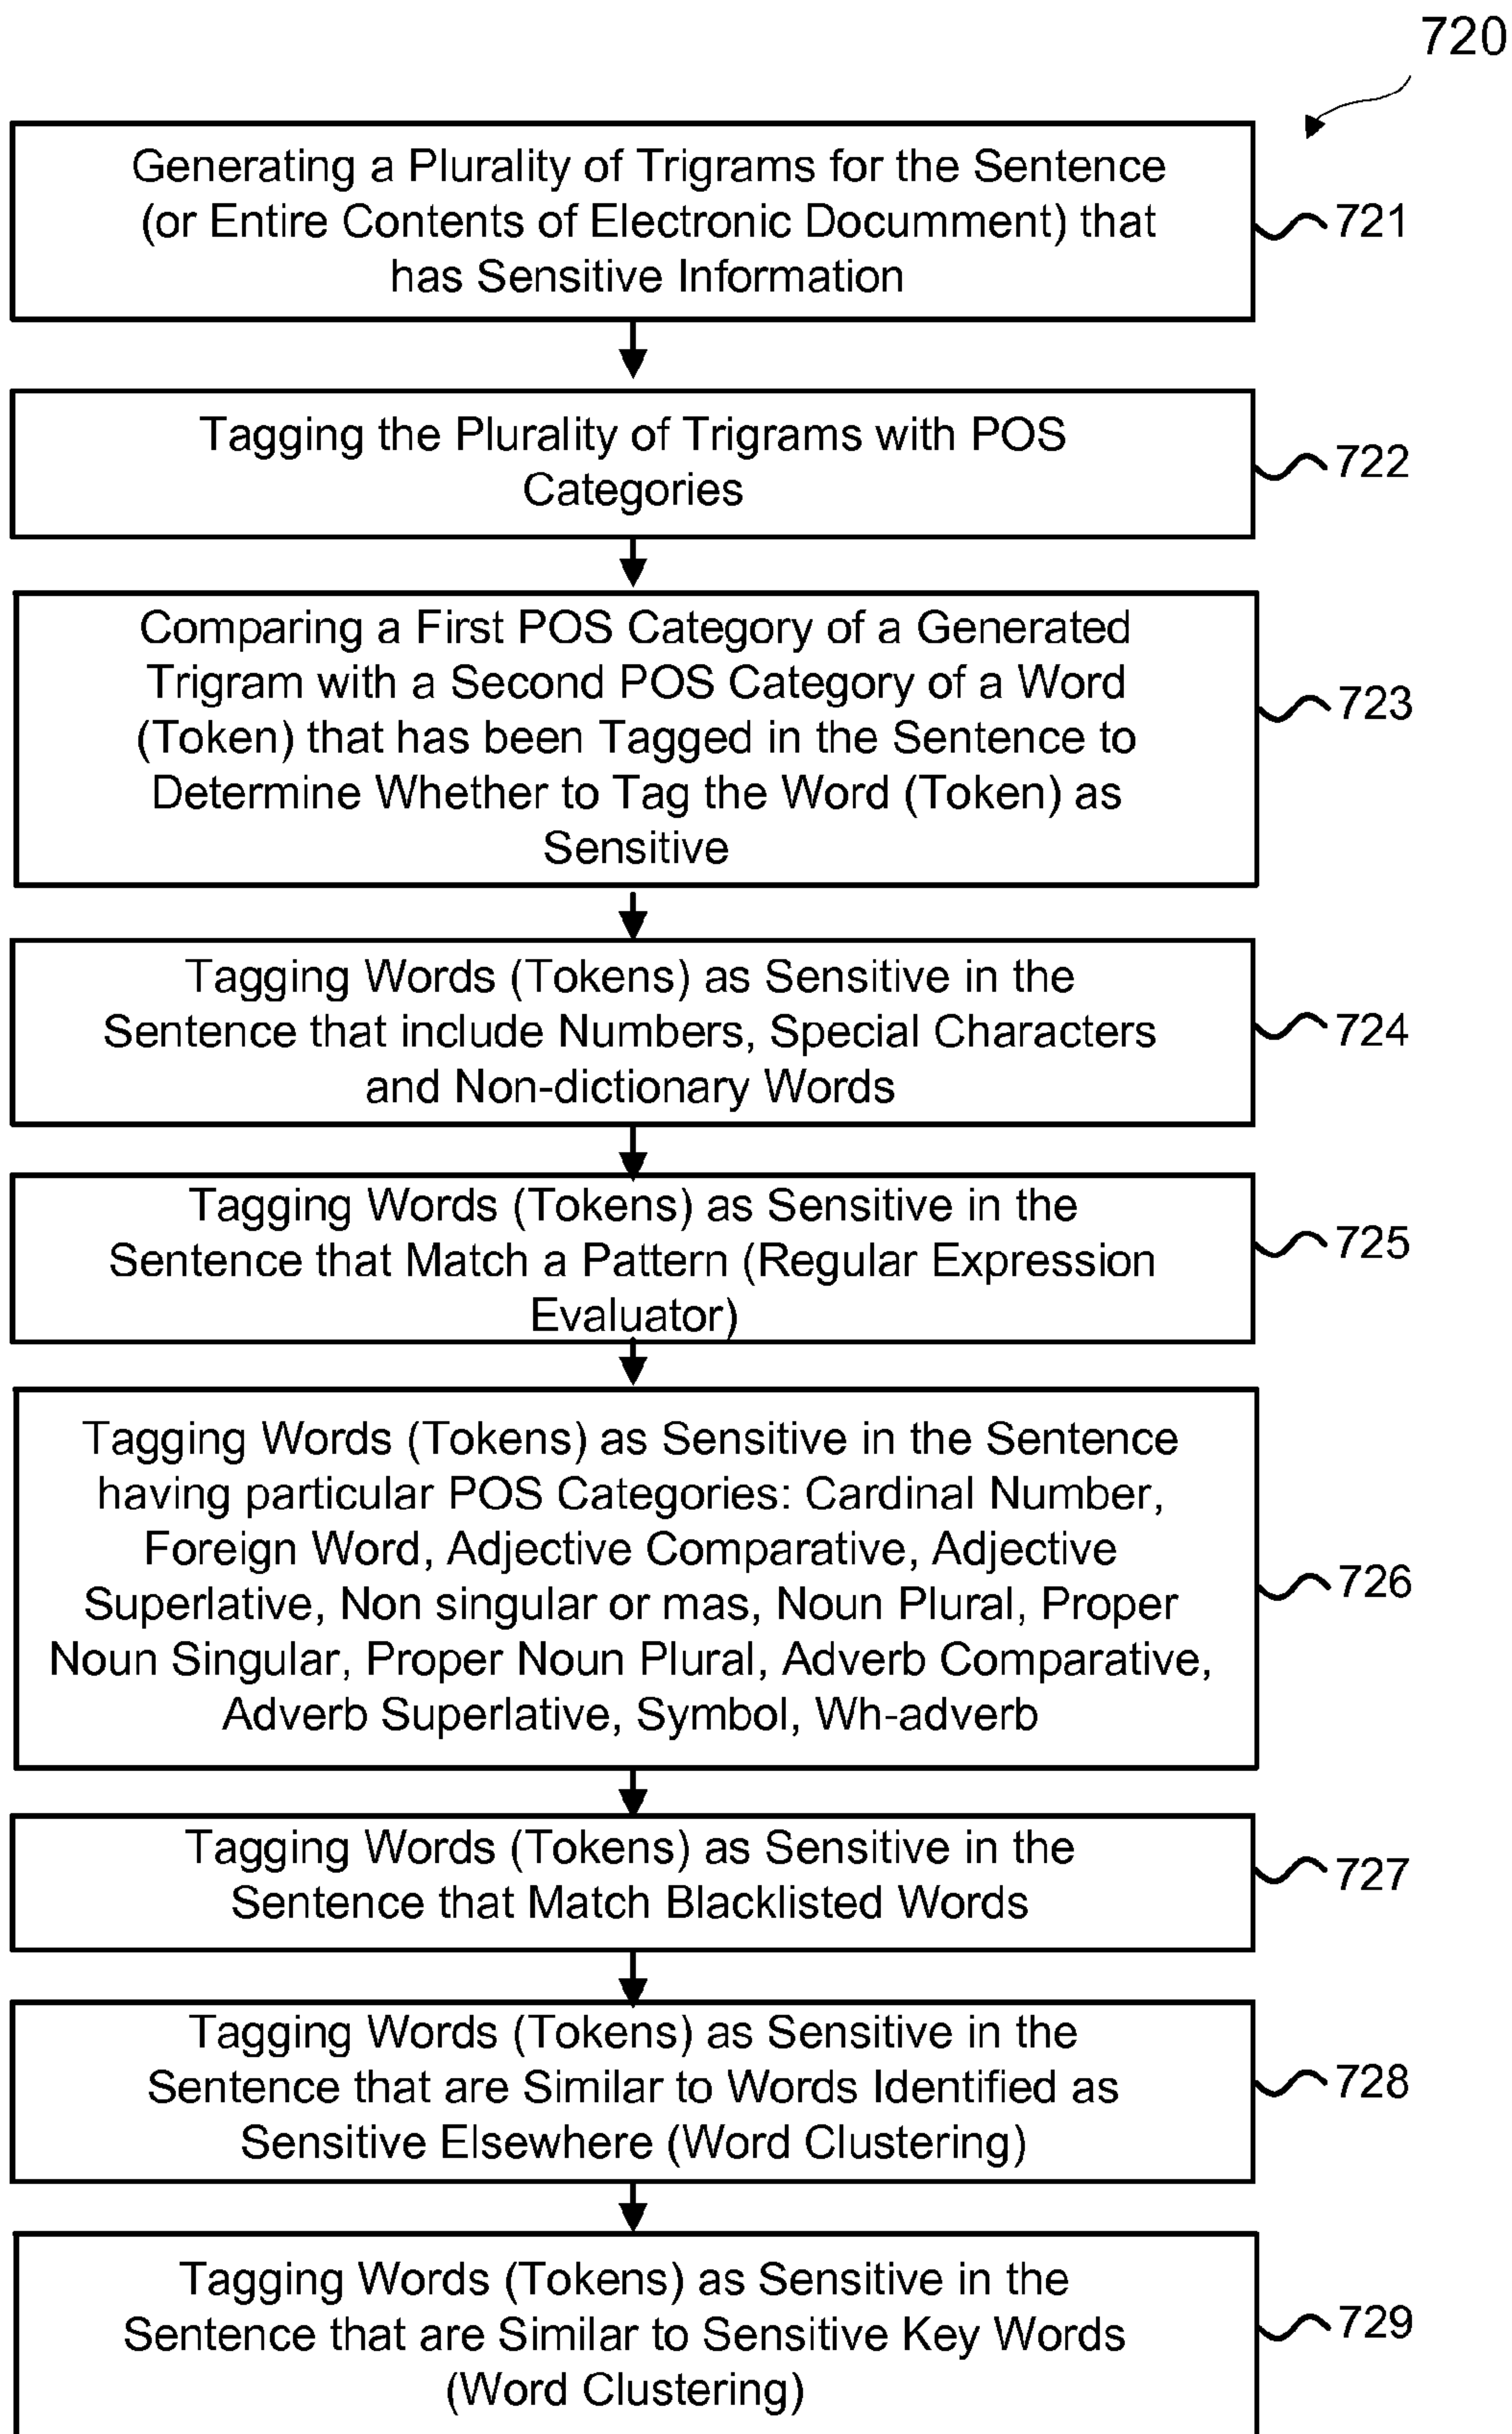 720
Generating a Plurality of Trigrams for the Sentence
(or Entire Contents of Electronic Documment) that
has Sensitive Information
721
Tagging the Plurality of Trigrams with POS
Categories
722
Comparing a First POS Category of a Generated
Trigram with a Second POS Category of a Word
(Token) that has been Tagged in the Sentence to
Determine Whether to Tag the Word (Token) as
Sensitive
723
Tagging Words (Tokens) as Sensitive in the
Sentence that include Numbers, Special Characters
and Non-dictionary Words
724
Tagging Words (Tokens) as Sensitive in the
Sentence that Match a Pattern (Regular Expression
Evaluator)
725
Tagging Words (Tokens) as Sensitive in the Sentence
having particular POS Categories: Cardinal Number,
Foreign Word, Adjective Comparative, Adjective
Superlative, Non singular or mas, Noun Plural, Proper
Noun Singular, Proper Noun Plural, Adverb Comparative,
Adverb Superlative, Symbol, Wh-adverb
726
Tagging Words (Tokens) as Sensitive in the
Sentence that Match Blacklisted Words
727
Tagging Words (Tokens) as Sensitive in the
Sentence that are Similar to Words Identified as
Sensitive Elsewhere (Word Clustering)
728
Tagging Words (Tokens) as Sensitive in the
Sentence that are Similar to Sensitive Key Words
(Word Clustering)
729